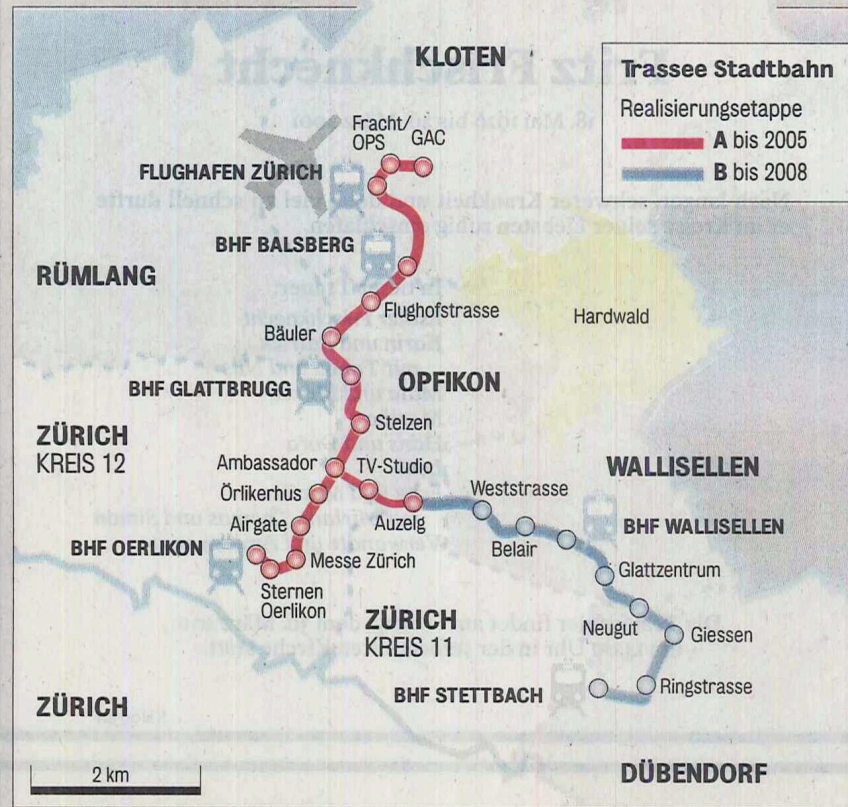 KLOTEN
Trassee Stadtbahn
Realisierungsetappe
A bis 2005
B bis 2008
Fracht/
OPS
GAC
FLUGHAFEN ZÜRICH
BHF BALSBERG
RÜMLANG
Flughofstrasse
Hardwald
Bäuler
BHF GLATTBRUGG
OPFIKON
Stelzen
ZÜRICH
KREIS 12
Ambassador
TV-Studio
WALLISELLEN
Örlikerhus
Weststrasse
Airgate
Auzelg
BHF WALLISELLEN
BHF OERLIKON
Belair
Messe Zürich
Glattzentrum
Sternen
Oerlikon
ZÜRICH
KREIS 11
Neugut
Giessen
BHF STETTBACH
Ringstrasse
ZÜRICH
2 km
DÜBENDORF